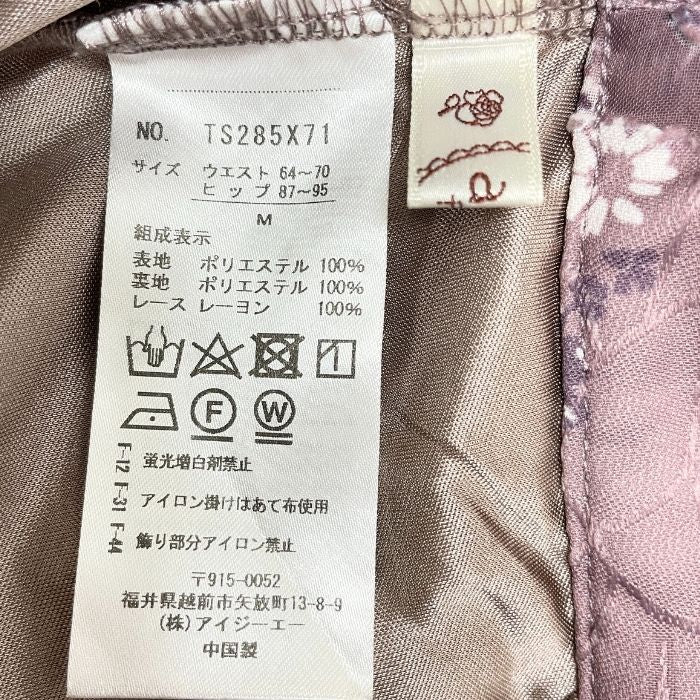 NO. TS285X71
サイズ ウエスト 64〜70
ヒップ 87〜95
M
組成表示
表地 ポリエステル 100%
裏地 ポリエステル 100%
レース レーヨン 100%
F W
F-12 蛍光増白剤禁止
F-31 アイロン掛けはあて布使用
F-44 飾り部分アイロン禁止
〒915-0052
福井県越前市矢放町13-8-9
(株)アイジーエー
中国製